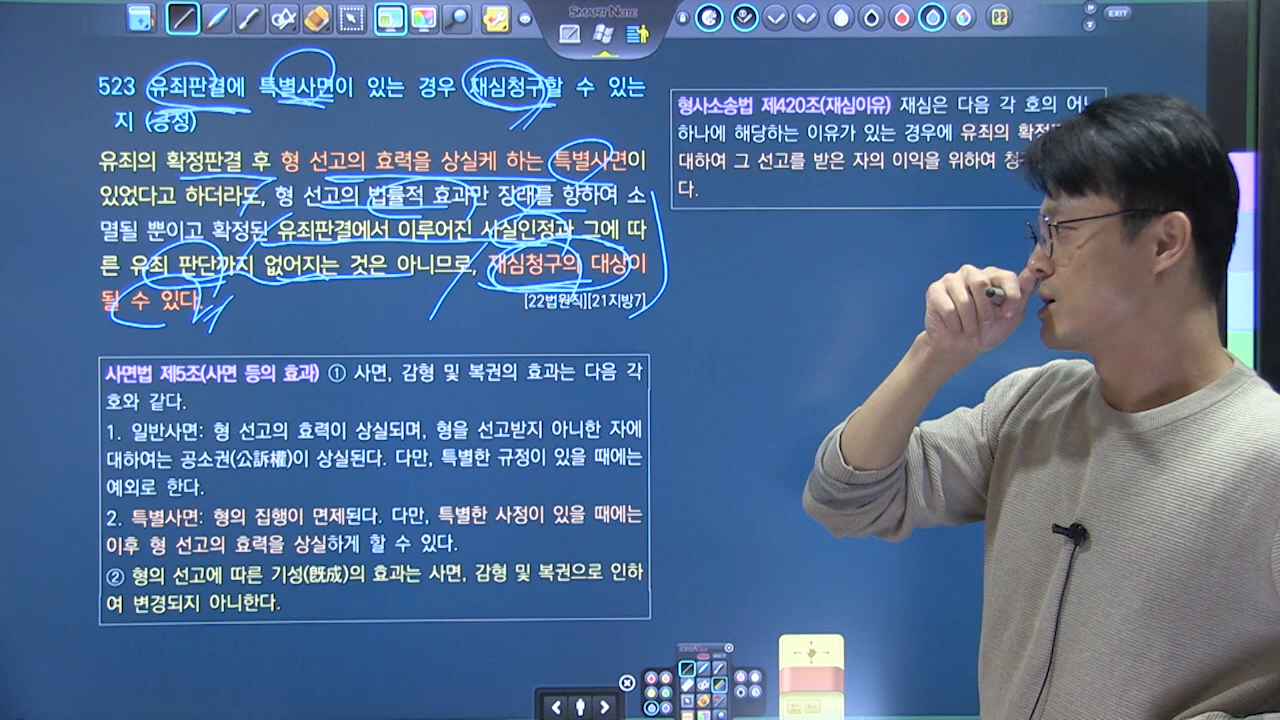 SMART NOTE
EXIT
523 유죄판결에 특별사면이 있는 경우 재심청구할 수 있는
지 (긍정)
유죄의 확정판결 후 형 선고의 효력을 상실케 하는 특별사면이
있었다고 하더라도, 형 선고의 법률적 효과만 장래를 향하여 소
멸될 뿐이고 확정된 유죄판결에서 이루어진 사실인정과 그에 따
른 유죄 판단까지 없어지는 것은 아니므로, 재심청구의 대상이
될 수 있다.
[22법원직][21지방7]
사면법 제5조(사면 등의 효과) ① 사면, 감형 및 복권의 효과는 다음 각
호와 같다.
1. 일반사면: 형 선고의 효력이 상실되며, 형을 선고받지 아니한 자에
대하여는 공소권(公訴權)이 상실된다. 다만, 특별한 규정이 있을 때에는
예외로 한다.
2. 특별사면: 형의 집행이 면제된다. 다만, 특별한 사정이 있을 때에는
이후 형 선고의 효력을 상실하게 할 수 있다.
② 형의 선고에 따른 기성(旣成)의 효과는 사면, 감형 및 복권으로 인하
여 변경되지 아니한다.
형사소송법 제420조(재심이유) 재심은 다음 각 호의
하나에 해당하는 이유가 있는 경우에 유죄의
대하여 그 선고를 받은 자의 이익을 위하여
다.